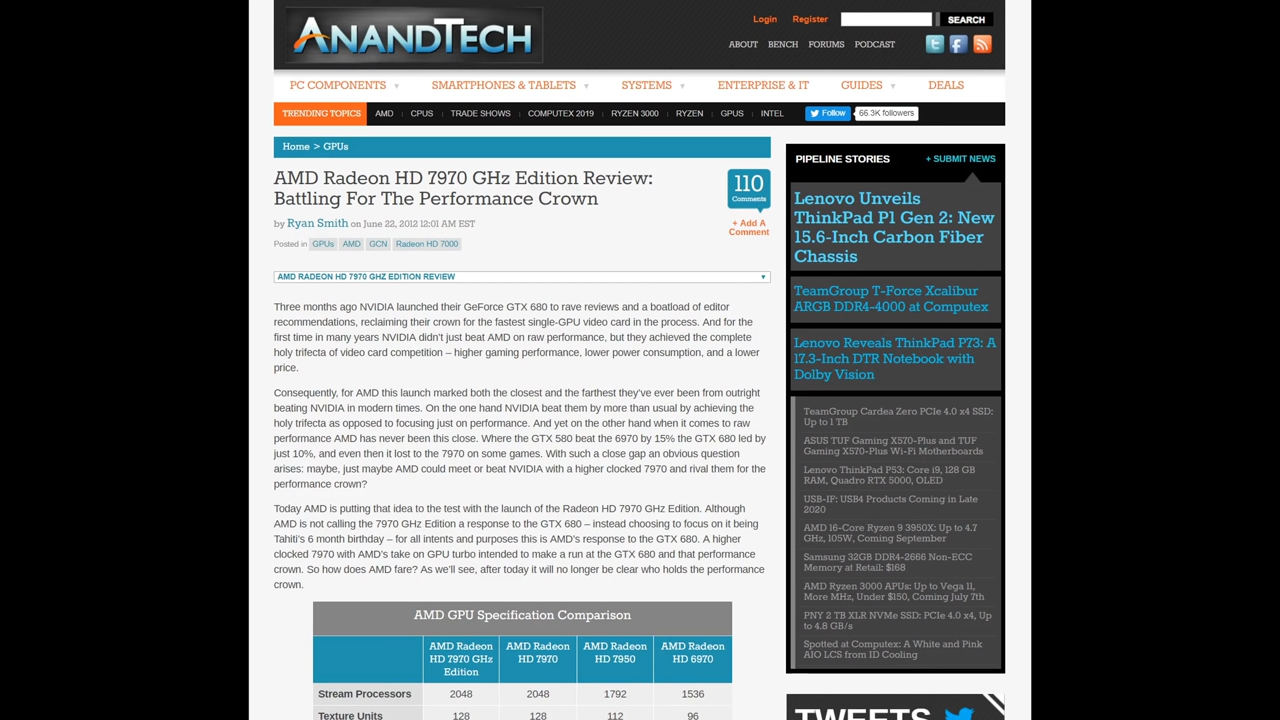 ANANDTECH
Login Register SEARCH
ABOUT BENCH FORUMS PODCAST
PC COMPONENTS SMARTPHONES & TABLETS SYSTEMS ENTERPRISE & IT GUIDES DEALS
TRENDING TOPICS AMD CPUS TRADE SHOWS COMPUTEX 2019 RYZEN 3000 RYZEN GPUS INTEL Follow 66.3K followers
Home > GPUs
AMD Radeon HD 7970 GHz Edition Review:
Battling For The Performance Crown
by Ryan Smith on June 22, 2012 12:01 AM EST
Posted in GPUs AMD GCN Radeon HD 7000
110
Comments
+ Add A
Comment
AMD RADEON HD 7970 GHZ EDITION REVIEW
Three months ago NVIDIA launched their GeForce GTX 680 to rave reviews and a boatload of editor
recommendations, reclaiming their crown for the fastest single-GPU video card in the process. And for the
first time in many years NVIDIA didn't just beat AMD on raw performance, but they achieved the complete
holy trifecta of video card competition – higher gaming performance, lower power consumption, and a lower
price.
Consequently, for AMD this launch marked both the closest and the farthest they've ever been from outright
beating NVIDIA in modern times. On the one hand NVIDIA beat them by more than usual by achieving the
holy trifecta as opposed to focusing just on performance. And yet on the other hand when it comes to raw
performance AMD has never been this close. Where the GTX 580 beat the 6970 by 15% the GTX 680 led by
just 10%, and even then it lost to the 7970 on some games. With such a close gap an obvious question
arises: maybe, just maybe AMD could meet or beat NVIDIA with a higher clocked 7970 and rival them for the
performance crown?
Today AMD is putting that idea to the test with the launch of the Radeon HD 7970 GHz Edition. Although
AMD is not calling the 7970 GHz Edition a response to the GTX 680 – instead choosing to focus on it being
Tahiti's 6 month birthday – for all intents and purposes this is AMD's response to the GTX 680. A higher
clocked 7970 with AMD's take on GPU turbo intended to make a run at the GTX 680 and that performance
crown. So how does AMD fare? As we'll see, after today it will no longer be clear who holds the performance
crown.
AMD GPU Specification Comparison
AMD Radeon HD 7970 GHz Edition AMD Radeon HD 7970 AMD Radeon HD 7950 AMD Radeon HD 6970
Stream Processors 2048 2048 1792 1536
Texture Units 128 128 112 96
PIPELINE STORIES + SUBMIT NEWS
Lenovo Unveils
ThinkPad P1 Gen 2: New
15.6-Inch Carbon Fiber
Chassis
TeamGroup T-Force Xcalibur
ARGB DDR4-4000 at Computex
Lenovo Reveals ThinkPad P73: A
17.3-Inch DTR Notebook with
Dolby Vision
TeamGroup Cardea Zero PCIe 4.0 x4 SSD:
Up to 1 TB
ASUS TUF Gaming X570-Plus and TUF
Gaming X570-Plus Wi-Fi Motherboards
Lenovo ThinkPad P53: Core i9, 128 GB
RAM, Quadro RTX 5000, OLED
USB-IF: USB4 Products Coming in Late
2020
AMD 16-Core Ryzen 9 3950X: Up to 4.7
GHz, 105W, Coming September
Samsung 32GB DDR4-2666 Non-ECC
Memory at Retail: $168
AMD Ryzen 3000 APUs: Up to Vega 11,
More MHz, Under $150, Coming July 7th
PNY 2 TB XLR NVMe SSD: PCIe 4.0 x4, Up
to 4.8 GB/s
Spotted at Computex: A White and Pink
AIO LCS from ID Cooling
TWEETS